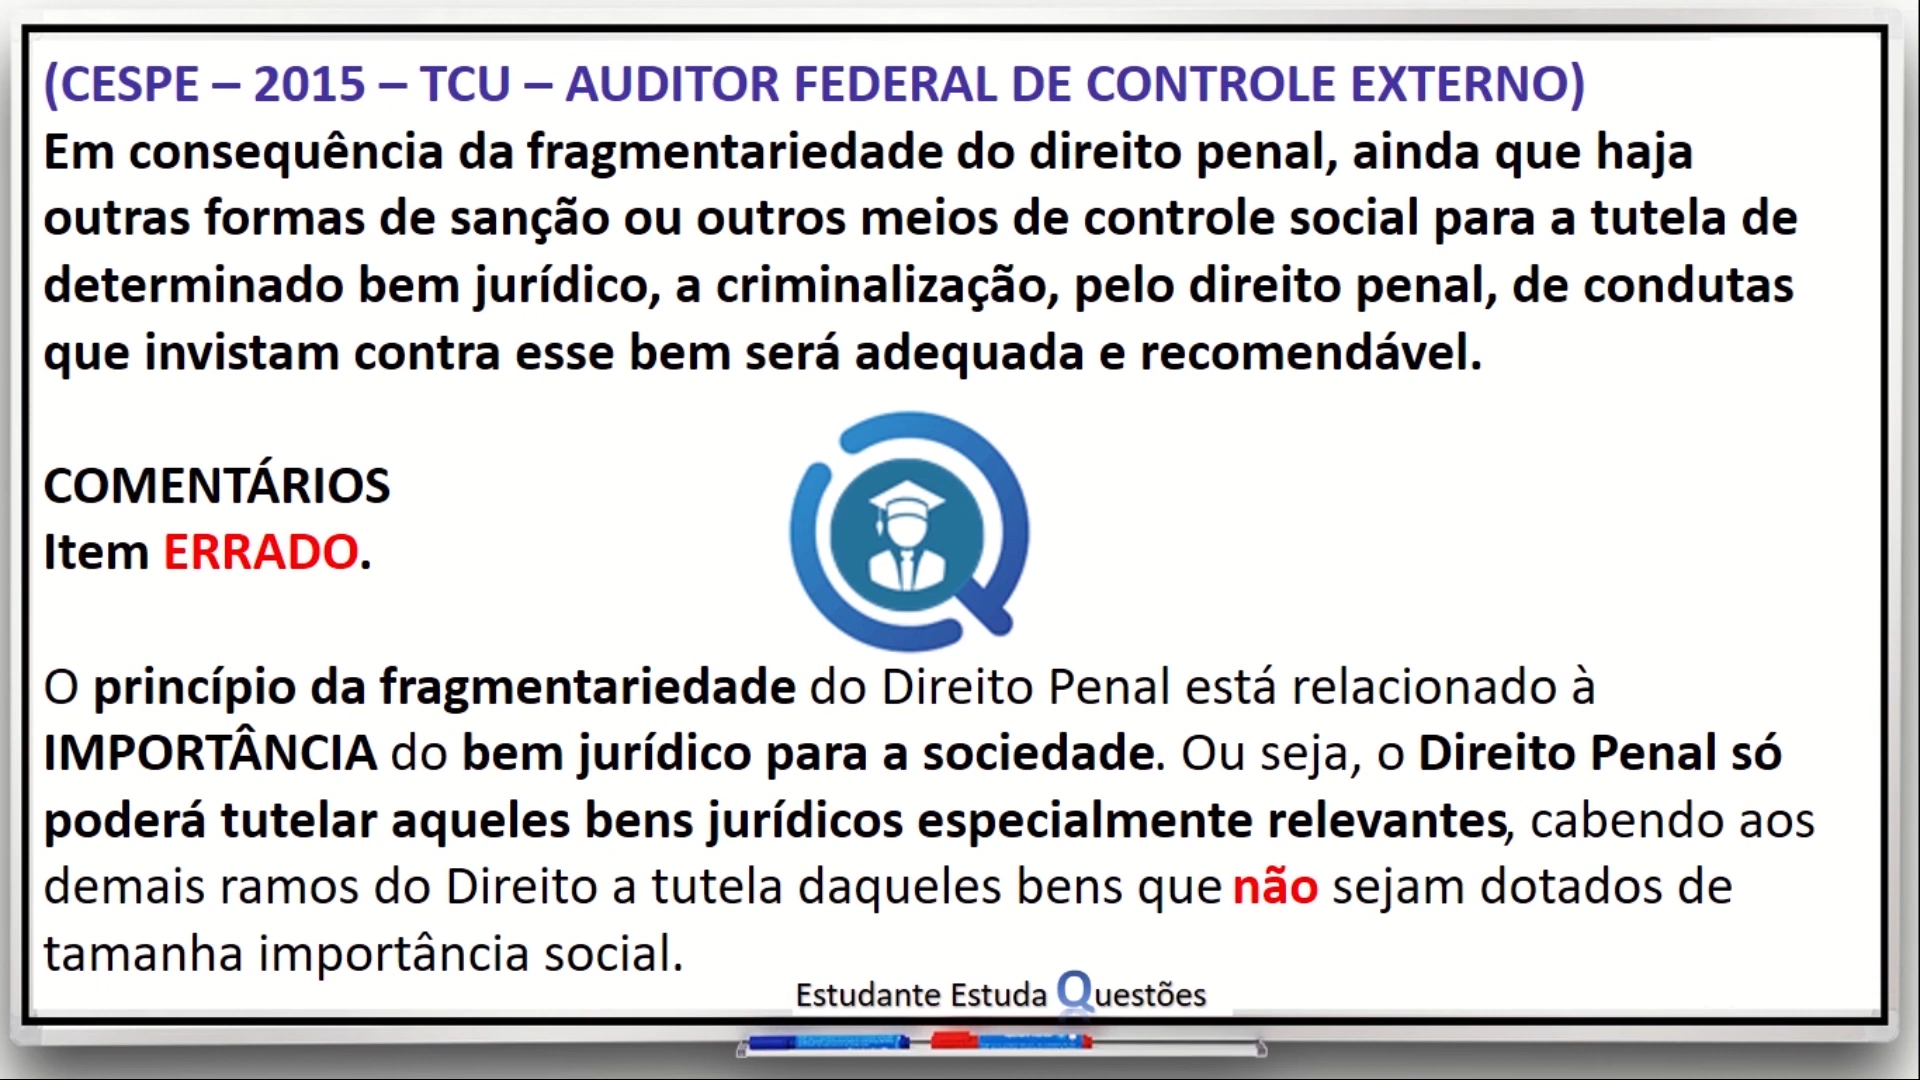 (CESPE – 2015 – TCU – AUDITOR FEDERAL DE CONTROLE EXTERNO)
Em consequência da fragmentariedade do direito penal, ainda que haja
outras formas de sanção ou outros meios de controle social para a tutela de
determinado bem jurídico, a criminalização, pelo direito penal, de condutas
que invistam contra esse bem será adequada e recomendável.
COMENTÁRIOS
Item ERRADO.
O princípio da fragmentariedade do Direito Penal está relacionado à
IMPORTÂNCIA do bem jurídico para a sociedade. Ou seja, o Direito Penal só
poderá tutelar aqueles bens jurídicos especialmente relevantes, cabendo aos
demais ramos do Direito a tutela daqueles bens que não sejam dotados de
tamanha importância social.
Estudante Estuda Questões